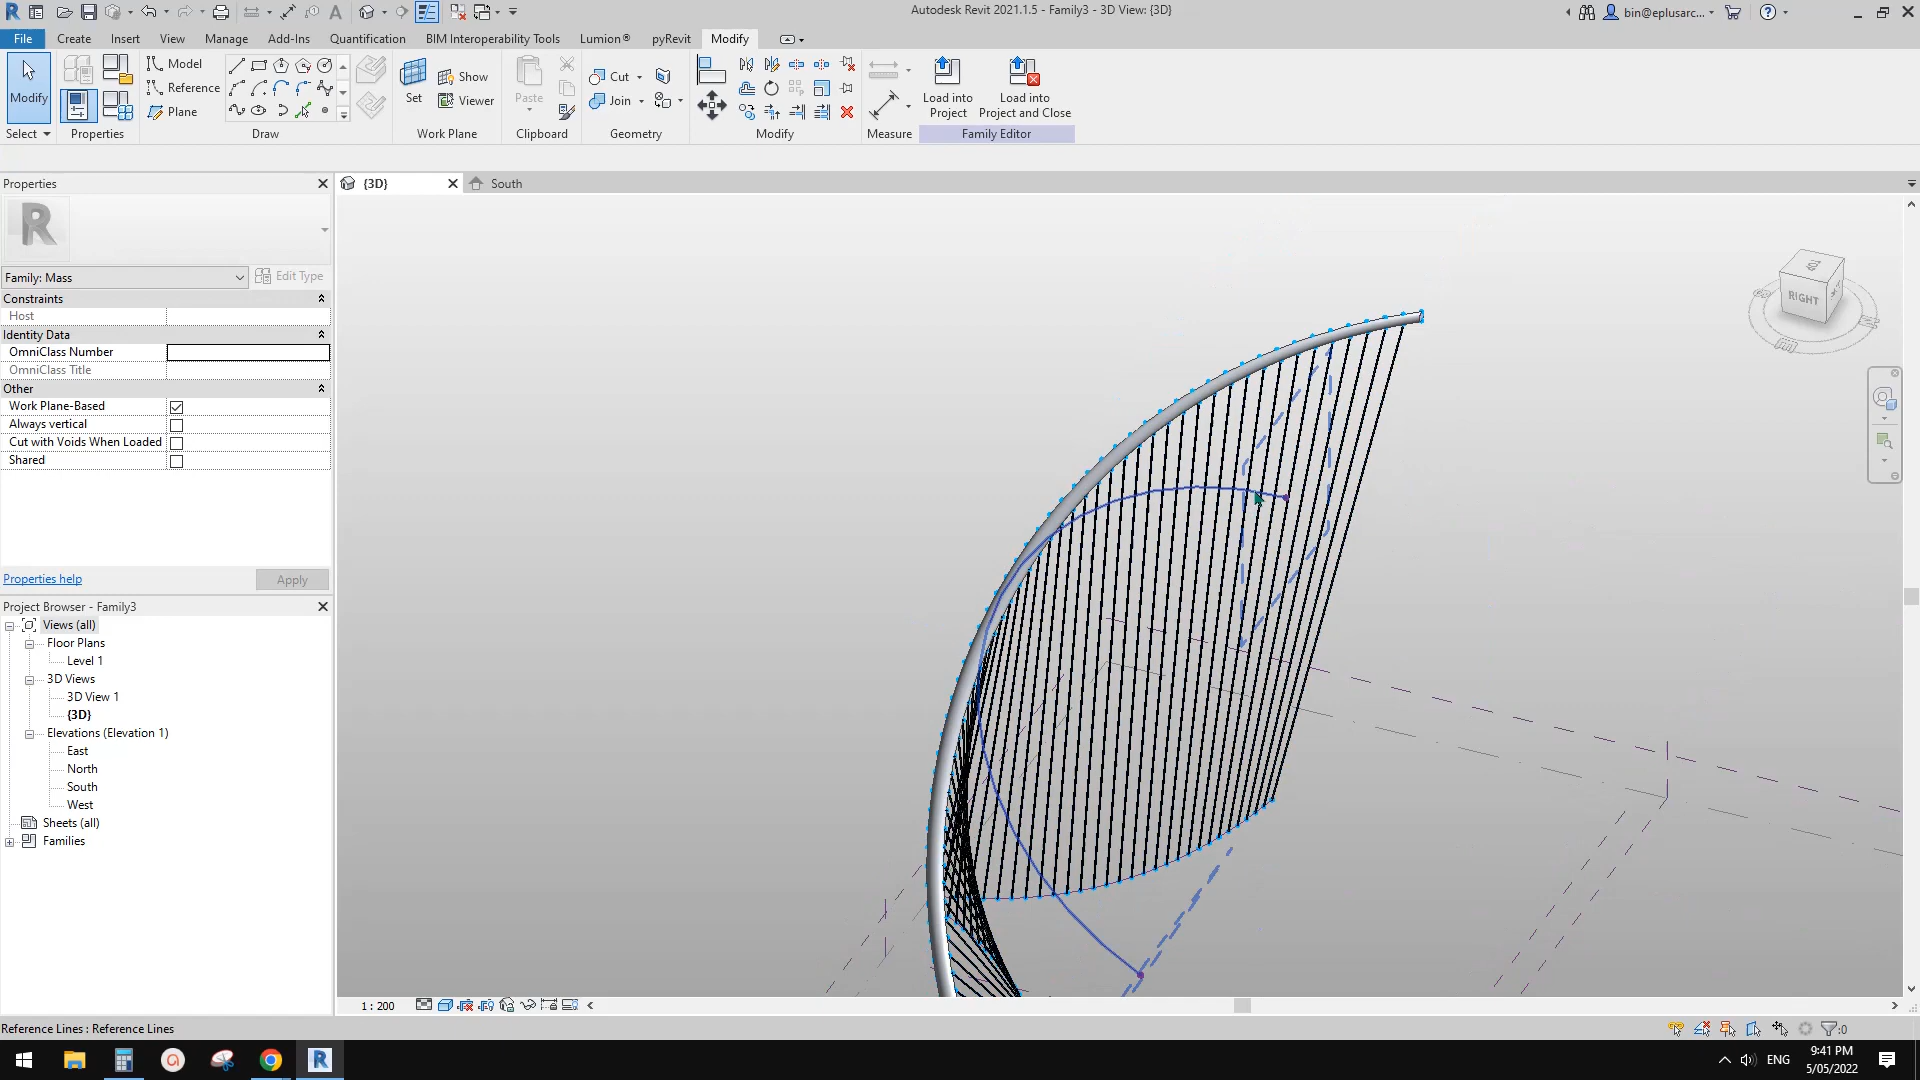 Autodesk Revit 2021.1.5 - Family3 - 3D View: {3D}
bin@eplusarc...
File Create Insert View Manage Add-Ins Quantification BIM Interoperability Tools Lumion® pyRevit Modify
Modify
Select
Properties
Model
Reference
Plane
Draw
Set
Show
Viewer
Work Plane
Paste
Clipboard
Cut
Join
Geometry
Modify
Measure
Load into
Project
Load into
Project and Close
Family Editor
Properties
{3D}
South
R
Family: Mass
Edit Type
Constraints
Host
Identity Data
OmniClass Number
OmniClass Title
Other
Work Plane-Based
Always vertical
Cut with Voids When Loaded
Shared
Properties help
Apply
Project Browser - Family3
Views (all)
Floor Plans
Level 1
3D Views
3D View 1
{3D}
Elevations (Elevation 1)
East
North
South
West
Sheets (all)
Families
TOP
RIGHT
1 : 200
Reference Lines : Reference Lines
:0
ENG
9:41 PM
5/05/2022